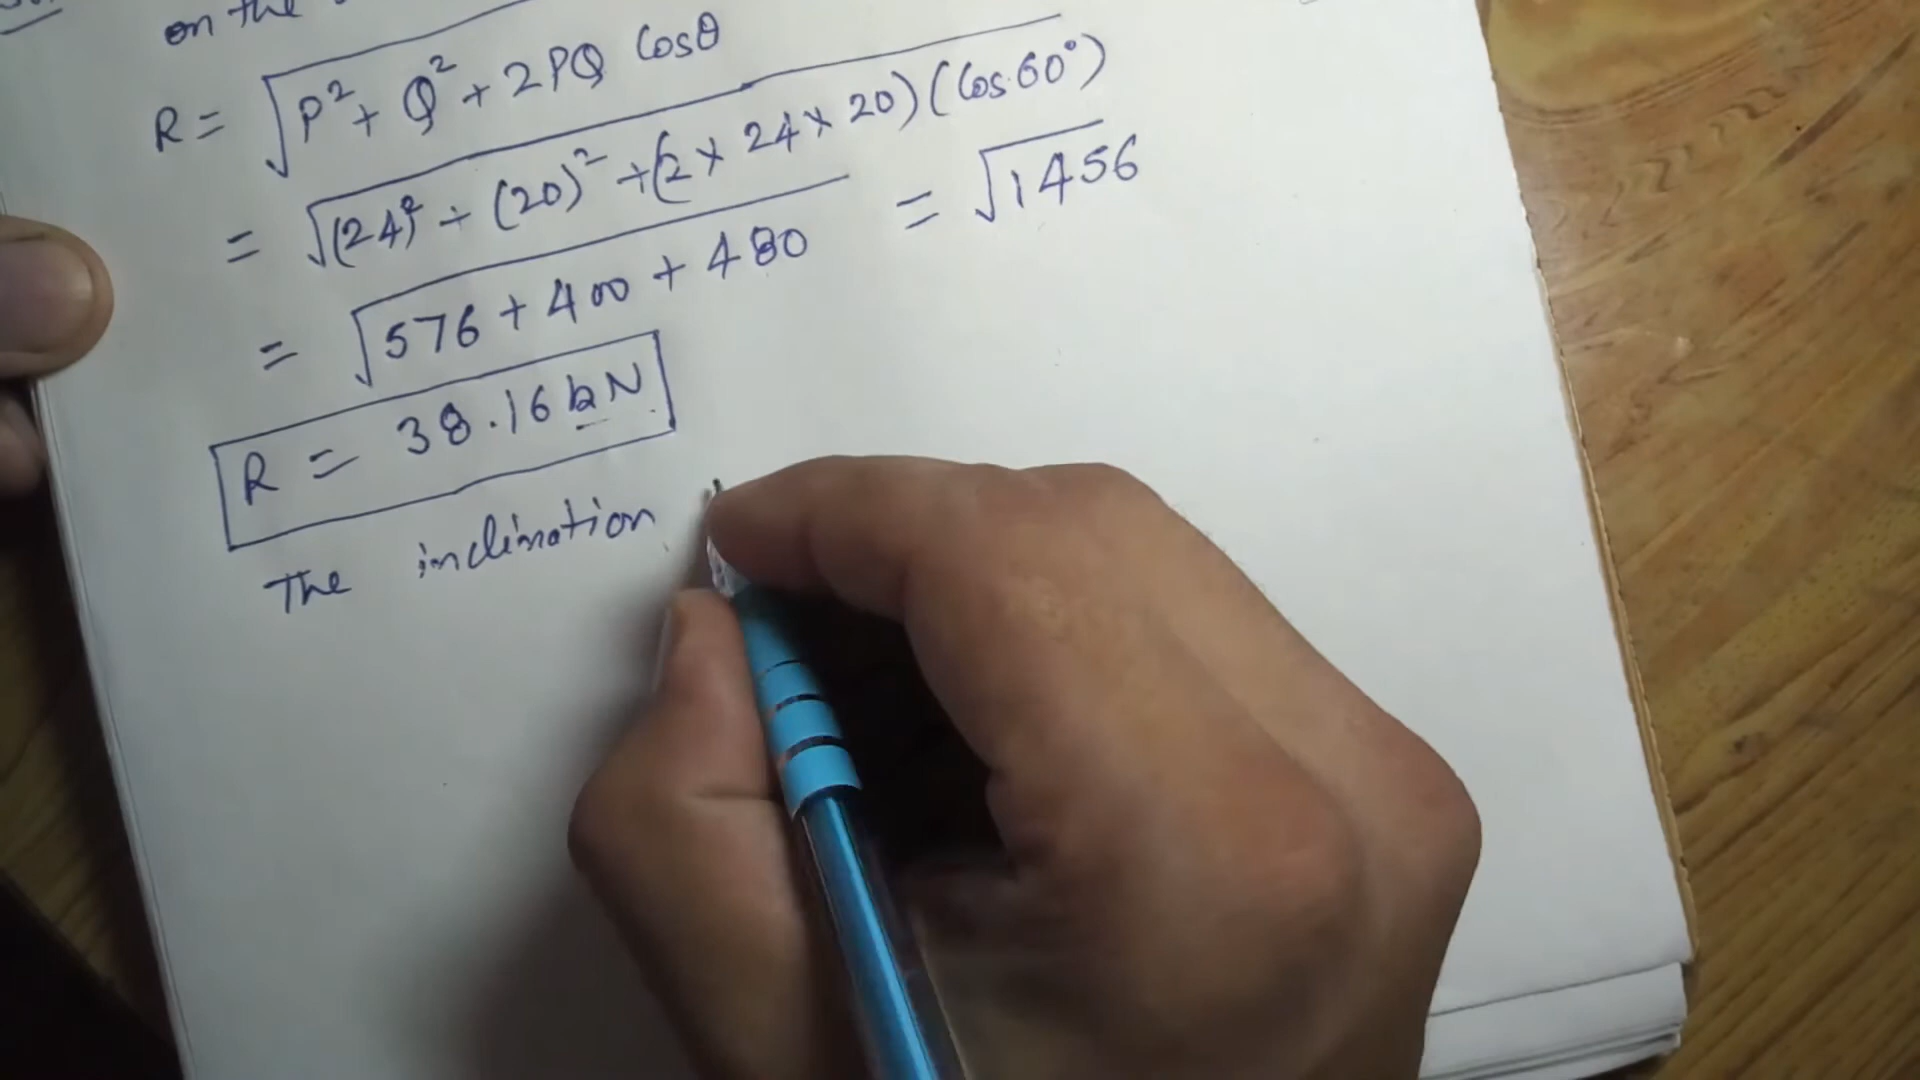 on the
R = √P² + Q² + 2PQ Cosθ
= √(24)² + (20)² + (2 × 24 × 20) (Cos 60°)
= √576 + 400 + 480 = √1456
R = 38.16 kN
The inclination